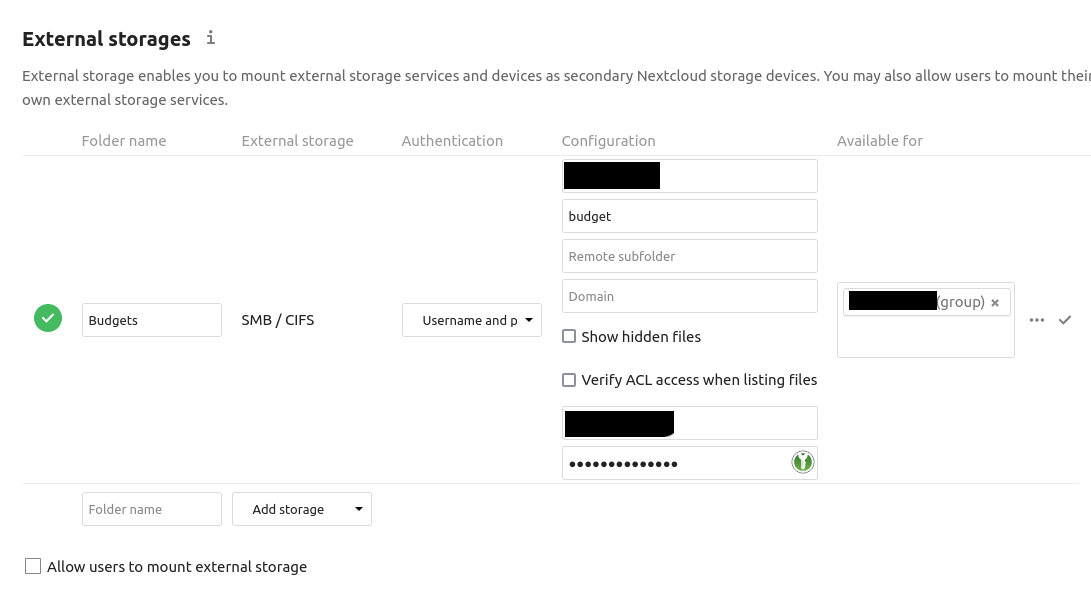 External storages i
External storage enables you to mount external storage services and devices as secondary Nextcloud storage devices. You may also allow users to mount their
own external storage services.
Folder name External storage Authentication Configuration Available for
budget
Remote subfolder
Domain
(group) ×
Budgets SMB / CIFS Username and p
Show hidden files
Verify ACL access when listing files
••••••••••••••
Folder name Add storage
Allow users to mount external storage